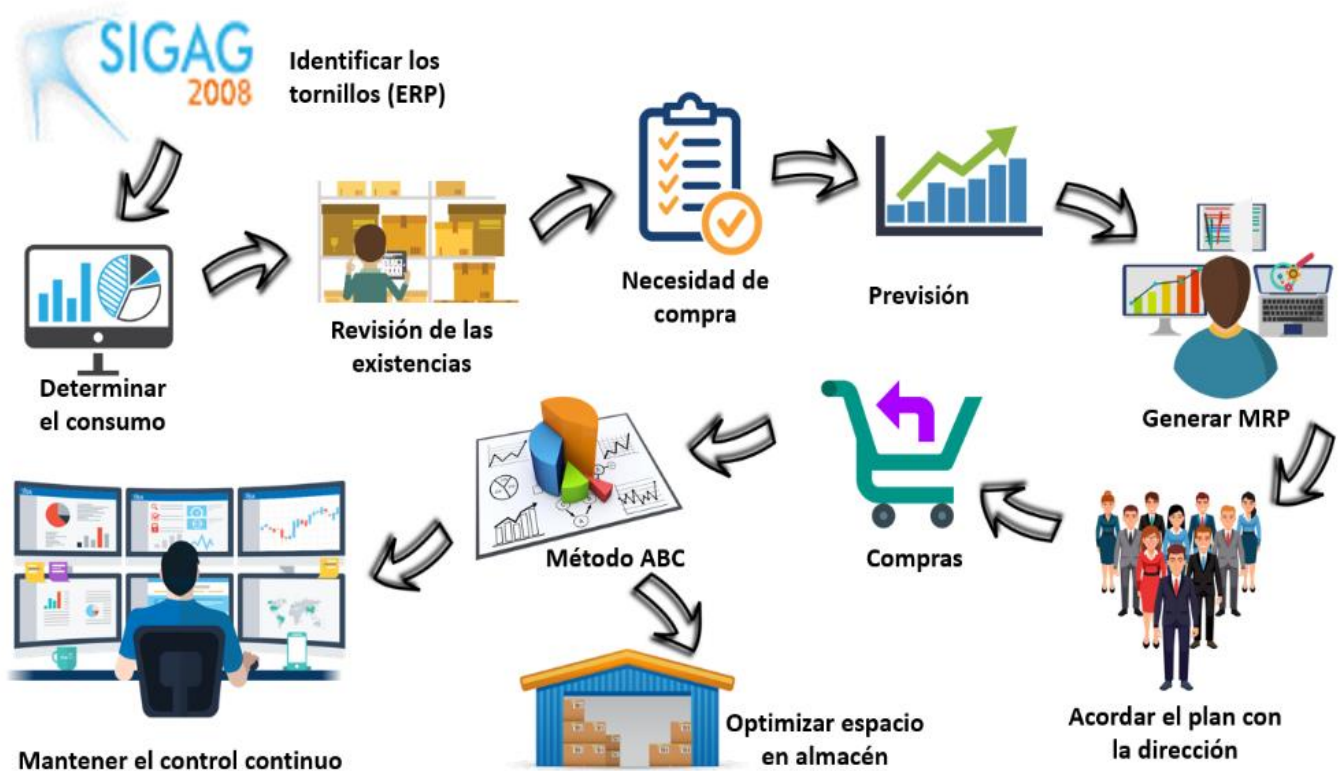 SIGAG
2008
Identificar los
tornillos (ERP)
Necesidad de
compra
Previsión
Revisión de las
existencias
Determinar
el consumo
Generar MRP
Método ABC
Compras
Acordar el plan con
la dirección
Optimizar espacio
en almacén
Mantener el control continuo